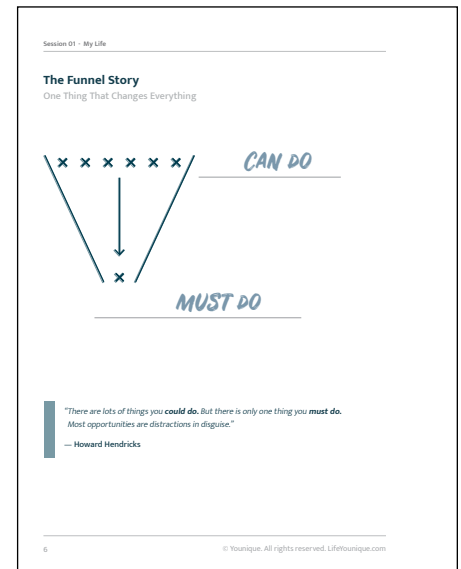 Session 01 - My Life
The Funnel Story
One Thing That Changes Everything
CAN DO
MUST DO
"There are lots of things you could do. But there is only one thing you must do.
Most opportunities are distractions in disguise."
— Howard Hendricks
6 © Younique. All rights reserved. LifeYounique.com